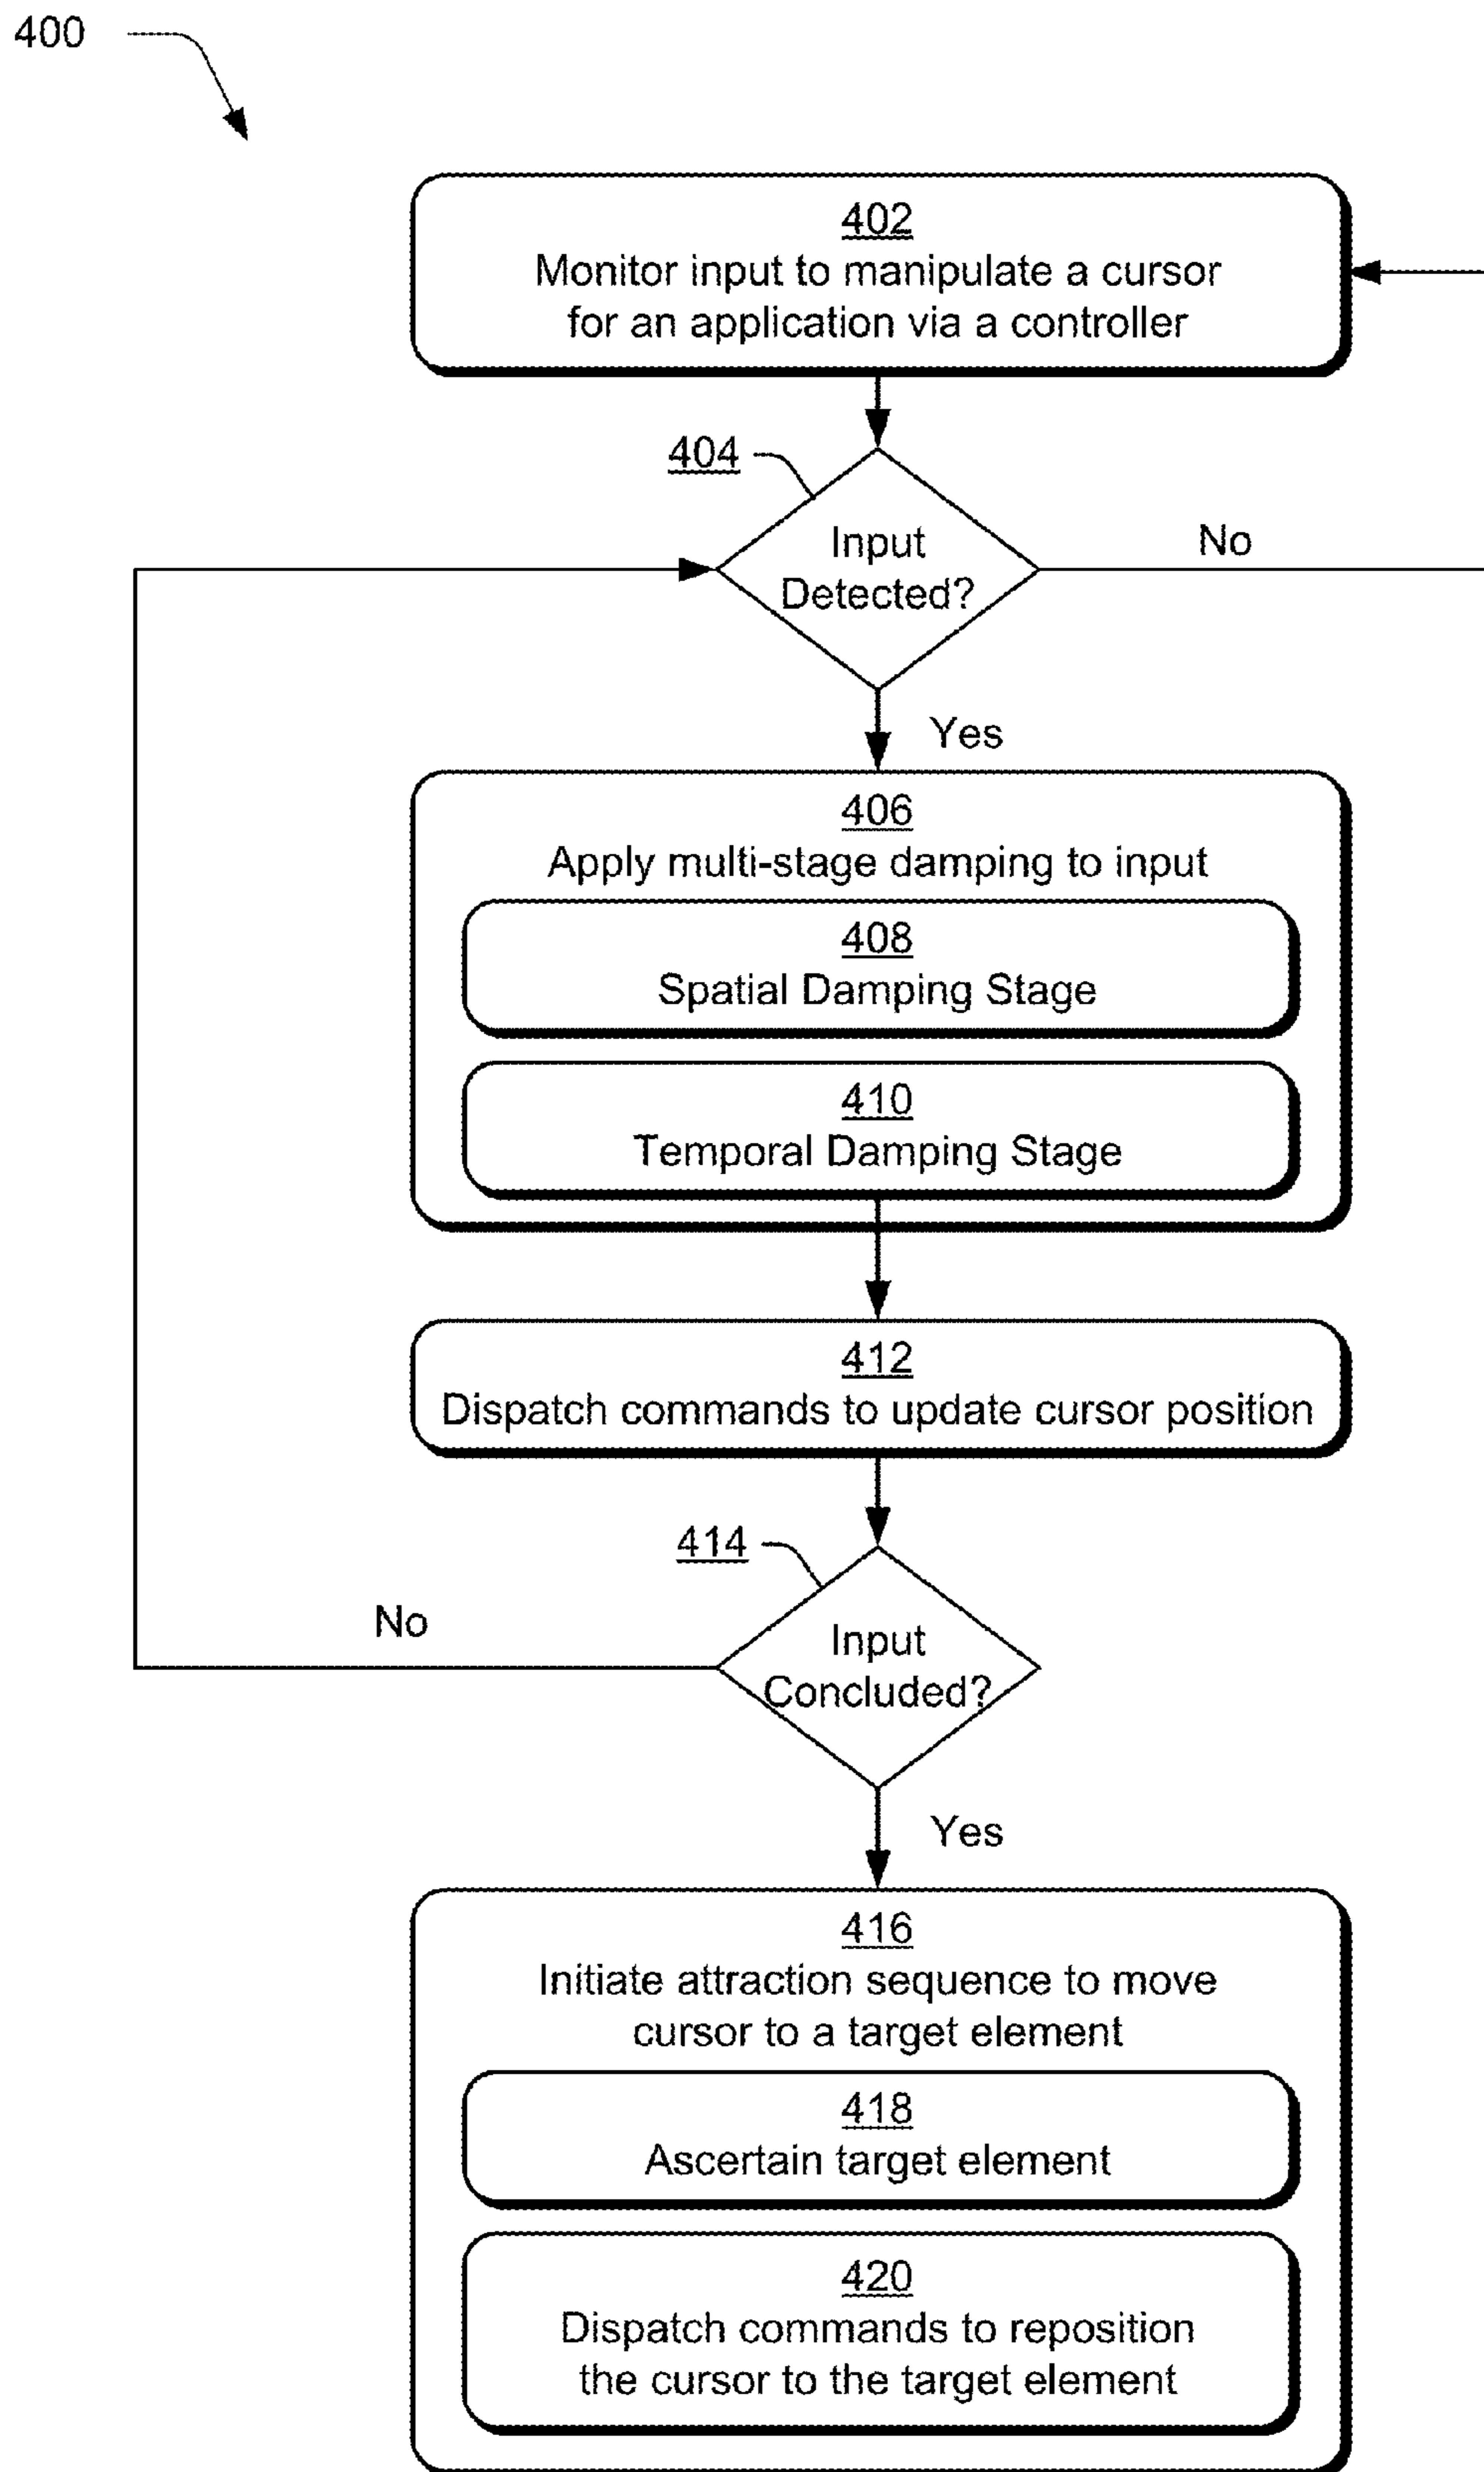 400
402
Monitor input to manipulate a cursor
for an application via a controller
404
Input
Detected?
No
Yes
406
Apply multi-stage damping to input
408
Spatial Damping Stage
410
Temporal Damping Stage
412
Dispatch commands to update cursor position
414
Input
Concluded?
No
Yes
416
Initiate attraction sequence to move
cursor to a target element
418
Ascertain target element
420
Dispatch commands to reposition
the cursor to the target element